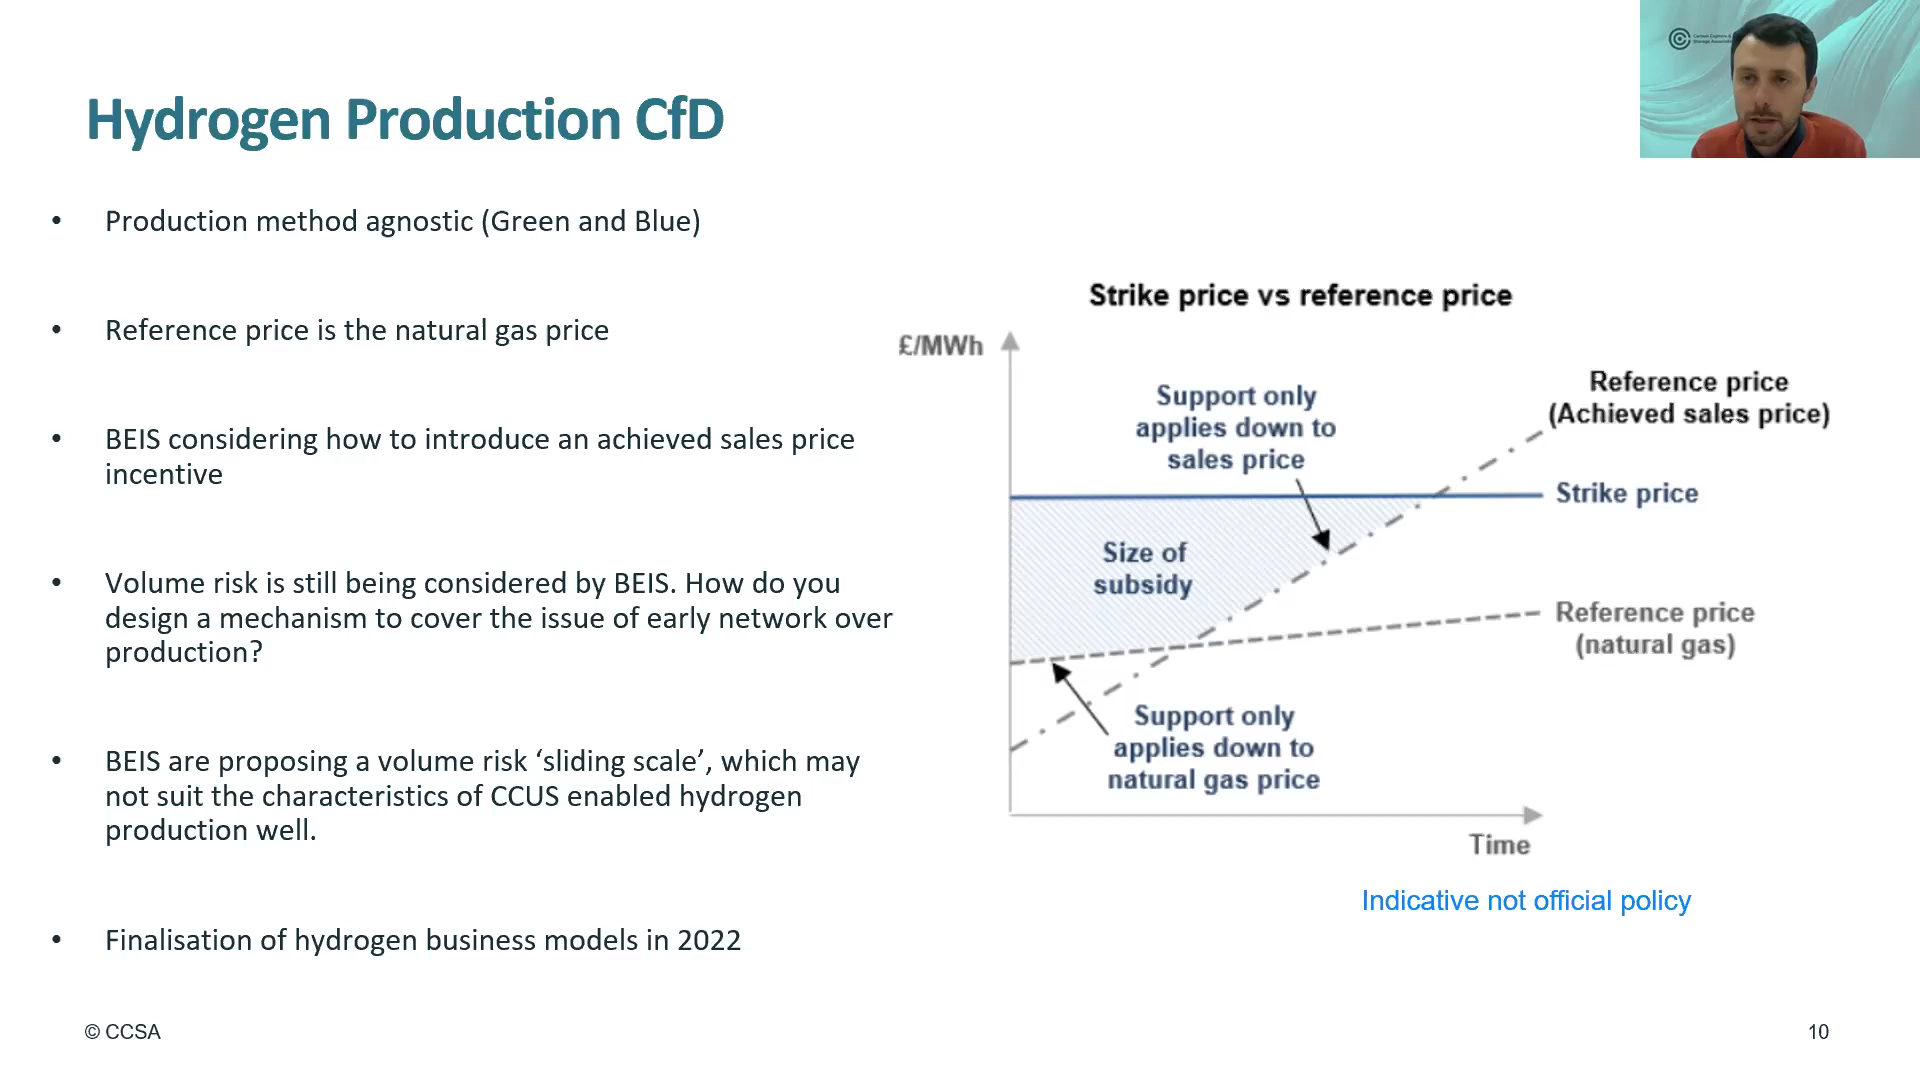 Hydrogen Production CfD
• Production method agnostic (Green and Blue)
• Reference price is the natural gas price
• BEIS considering how to introduce an achieved sales price
incentive
• Volume risk is still being considered by BEIS. How do you
design a mechanism to cover the issue of early network over
production?
• BEIS are proposing a volume risk ‘sliding scale’, which may
not suit the characteristics of CCUS enabled hydrogen
production well.
• Finalisation of hydrogen business models in 2022
Strike price vs reference price
£/MWh
Support only
applies down to
sales price
Reference price
(Achieved sales price)
Strike price
Size of
subsidy
Reference price
(natural gas)
Support only
applies down to
natural gas price
Time
Indicative not official policy
© CCSA
10